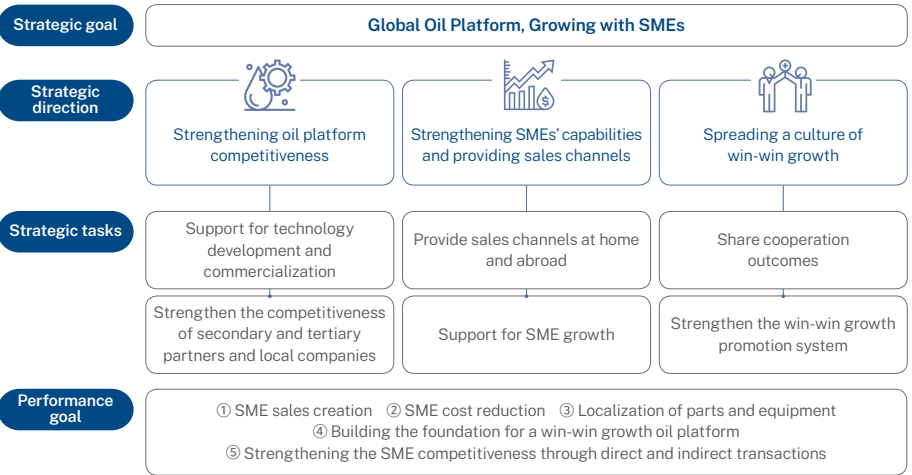 Strategic goal
Global Oil Platform, Growing with SMEs
Strategic
direction
Strengthening oil platform
competitiveness
Strengthening SMEs' capabilities
and providing sales channels
Spreading a culture of
win-win growth
Strategic tasks
Support for technology
development and
commercialization
Provide sales channels at home
and abroad
Share cooperation
outcomes
Strengthen the competitiveness
of secondary and tertiary
partners and local companies
Support for SME growth
Strengthen the win-win growth
promotion system
Performance
goal
① SME sales creation ② SME cost reduction ③ Localization of parts and equipment
④ Building the foundation for a win-win growth oil platform
⑤ Strengthening the SME competitiveness through direct and indirect transactions